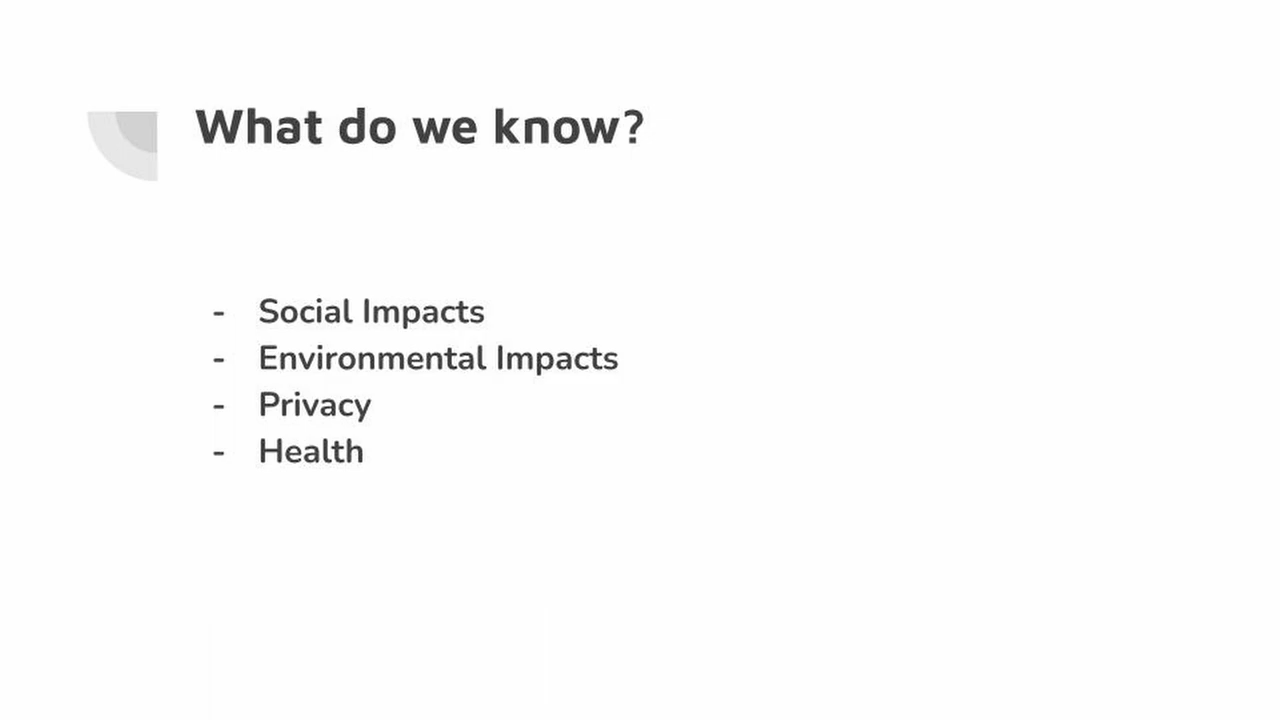 What do we know?
- Social Impacts
- Environmental Impacts
- Privacy
- Health